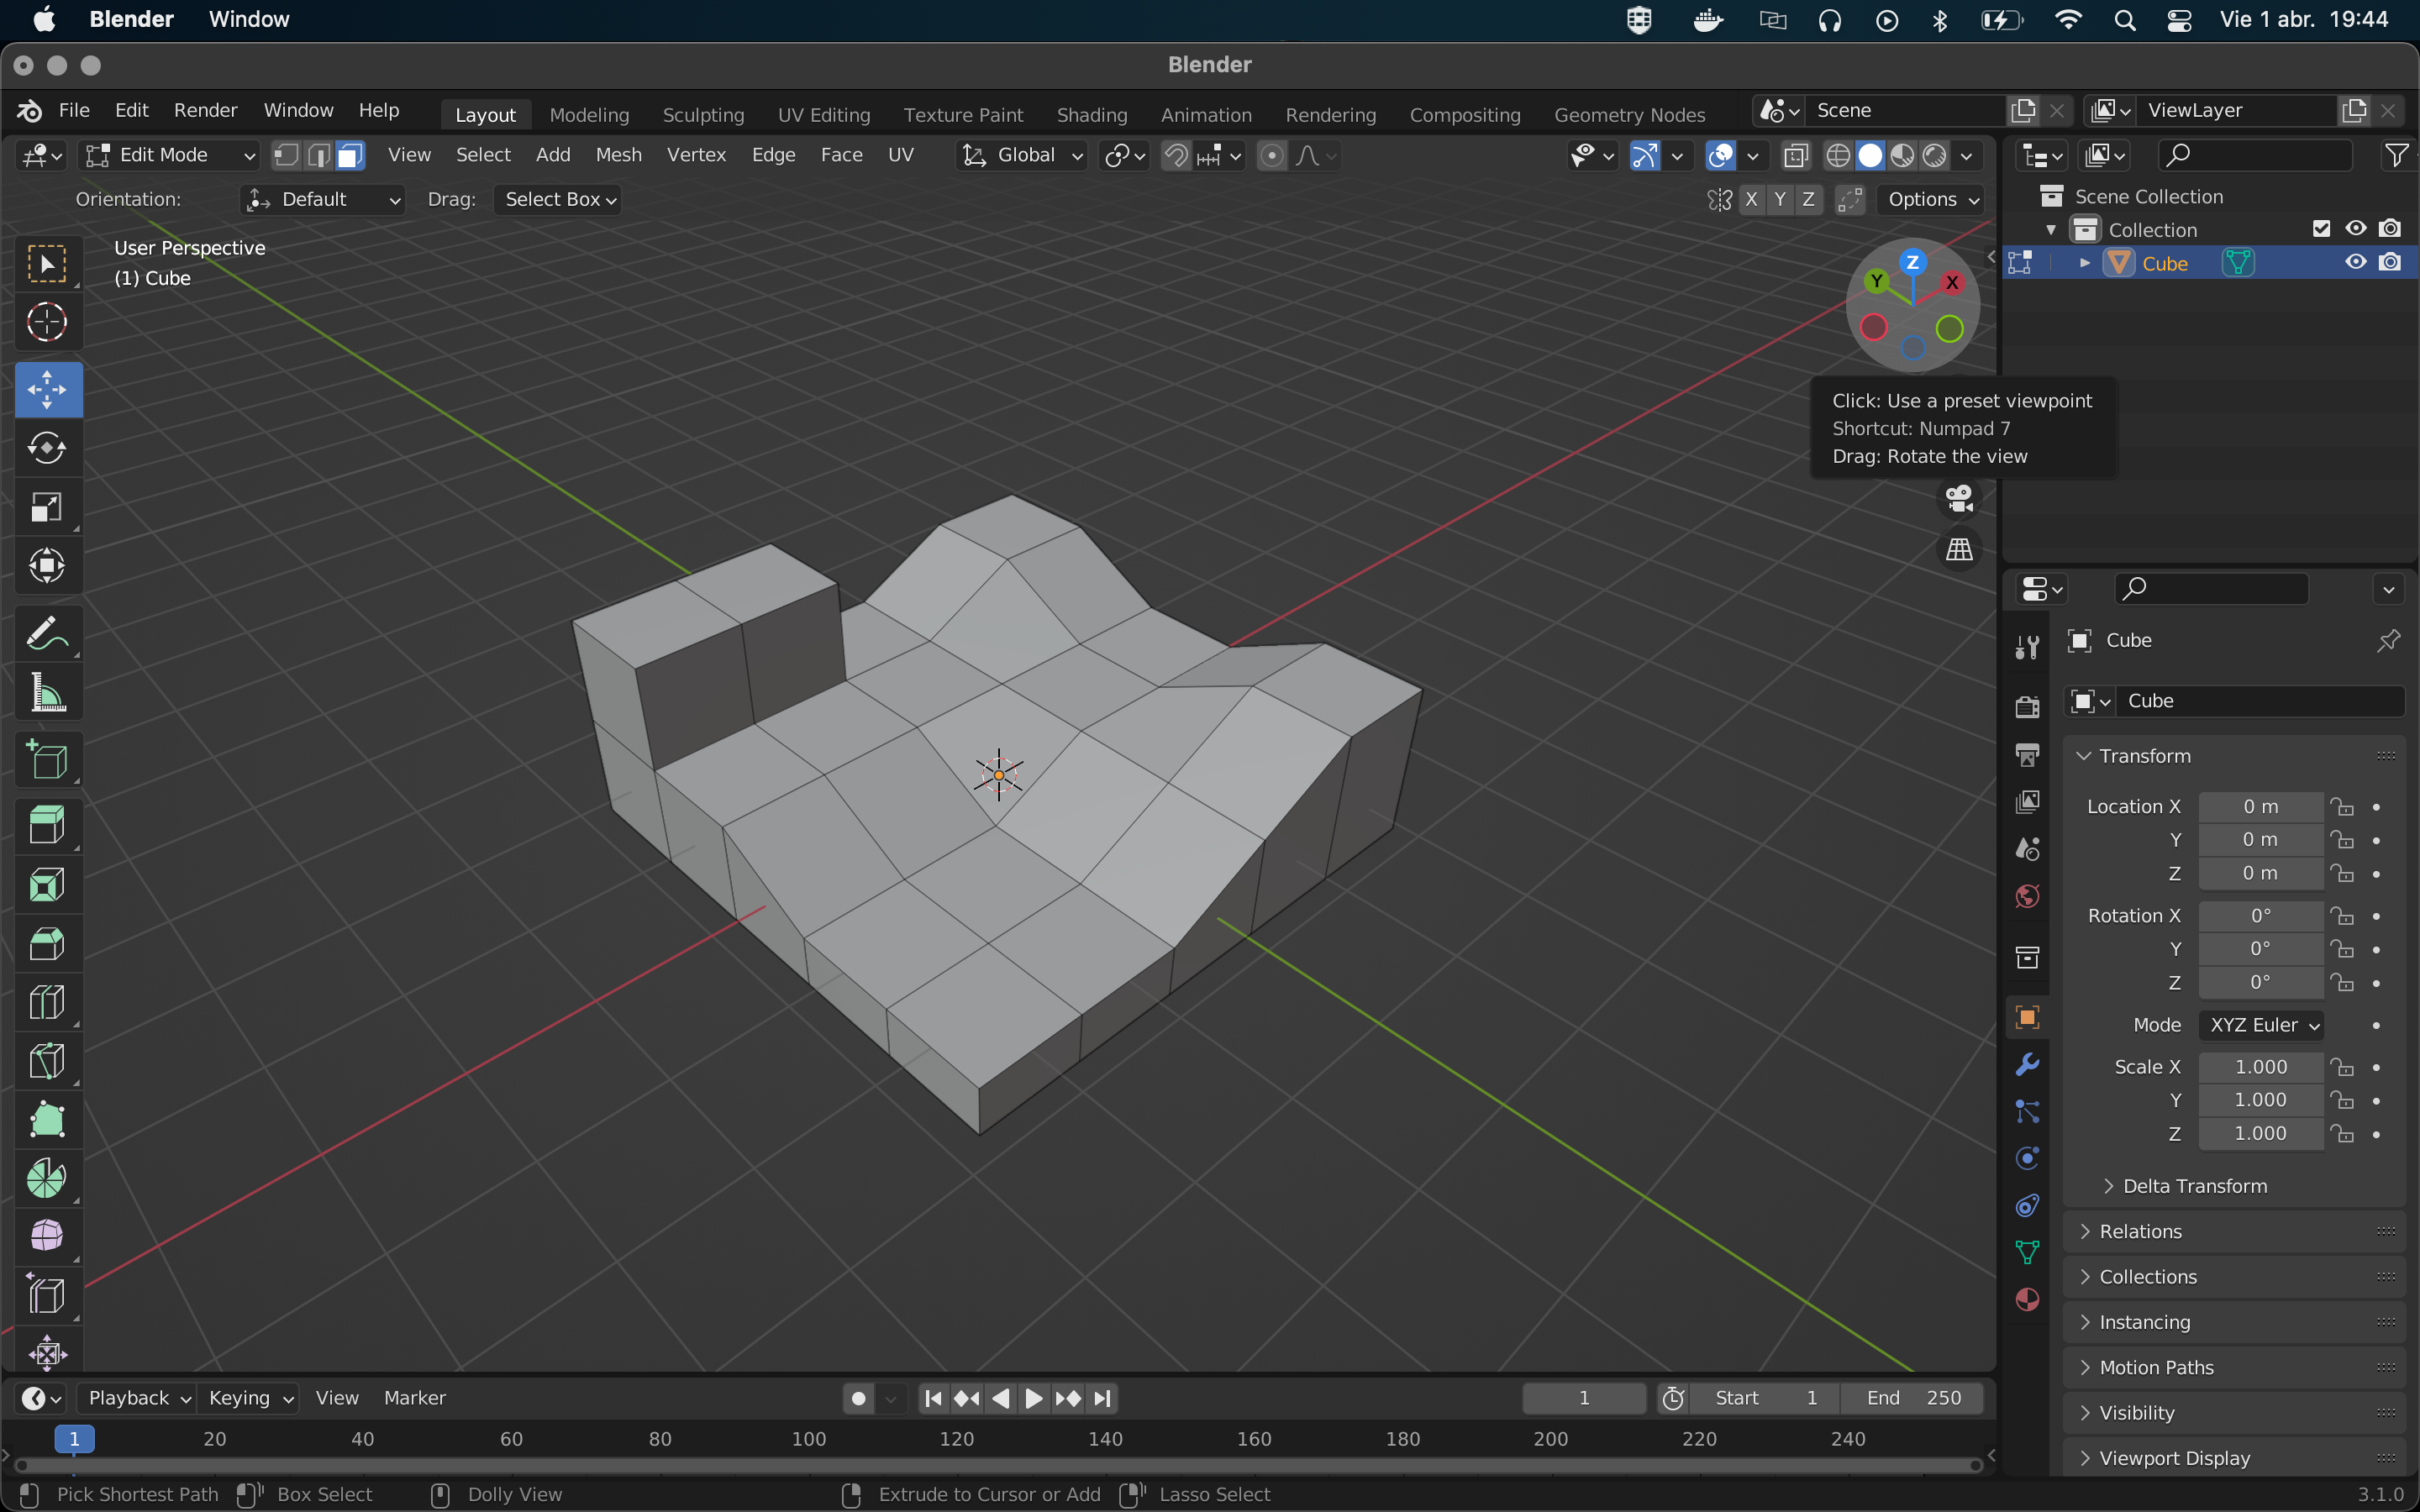 Blender Window Vie 1 abr. 19:44
Blender
File Edit Render Window Help Layout Modeling Sculpting UV Editing Texture Paint Shading Animation Rendering Compositing Geometry Nodes Scene ViewLayer
Edit Mode View Select Add Mesh Vertex Edge Face UV Global
Orientation: Default Drag: Select Box X Y Z Options
User Perspective
(1) Cube
Z
Y X
Click: Use a preset viewpoint
Shortcut: Numpad 7
Drag: Rotate the view
Scene Collection
Collection
Cube
Cube
Cube
Transform
Location X 0 m
Y 0 m
Z 0 m
Rotation X 0°
Y 0°
Z 0°
Mode XYZ Euler
Scale X 1.000
Y 1.000
Z 1.000
Delta Transform
Relations
Collections
Instancing
Motion Paths
Visibility
Viewport Display
Playback Keying View Marker 1 Start 1 End 250
1 20 40 60 80 100 120 140 160 180 200 220 240
Pick Shortest Path Box Select Dolly View Extrude to Cursor or Add Lasso Select 3.1.0